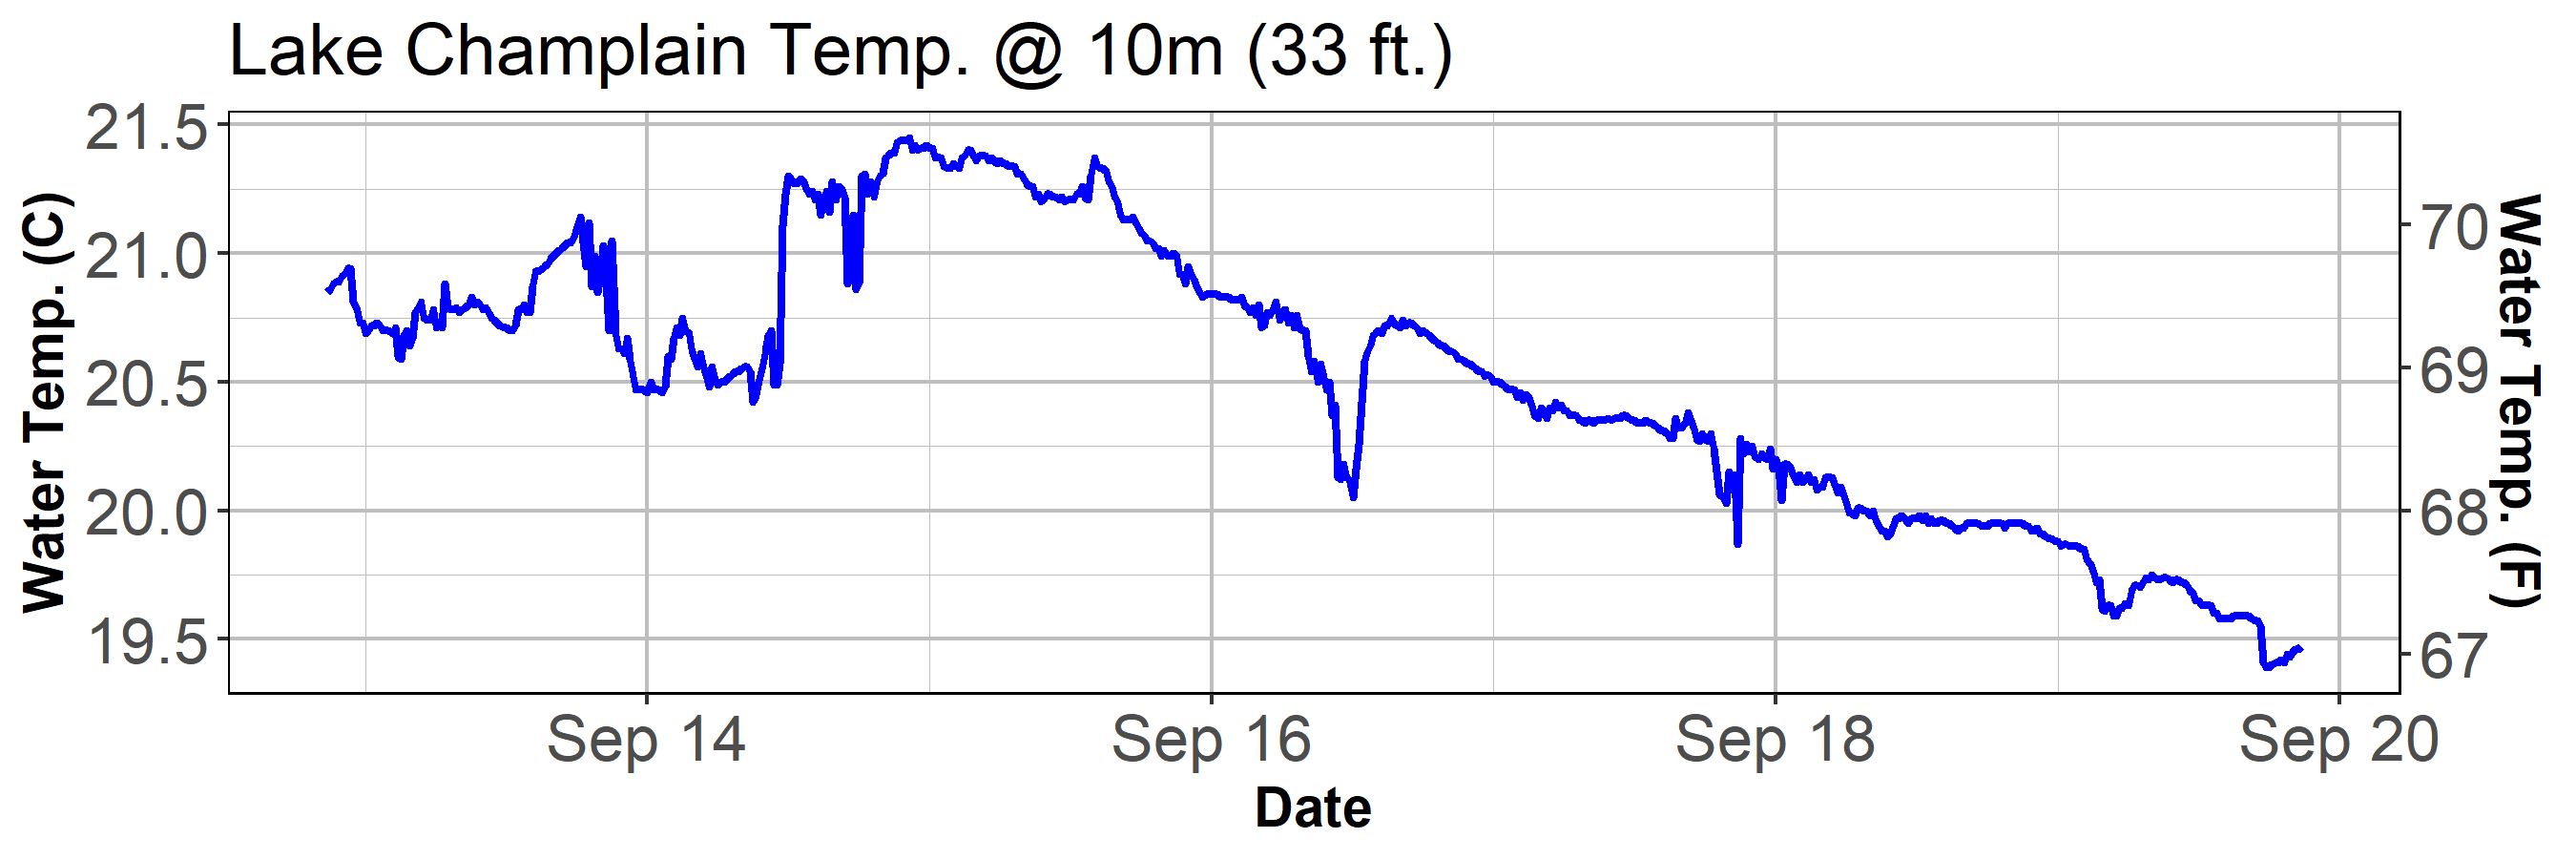 Lake Champlain Temp. @ 10m (33 ft.)
Water Temp. (C)
21.5
21.0
20.5
20.0
19.5
70
69
68
67
Water Temp. (F)
Sep 14
Sep 16
Sep 18
Sep 20
Date